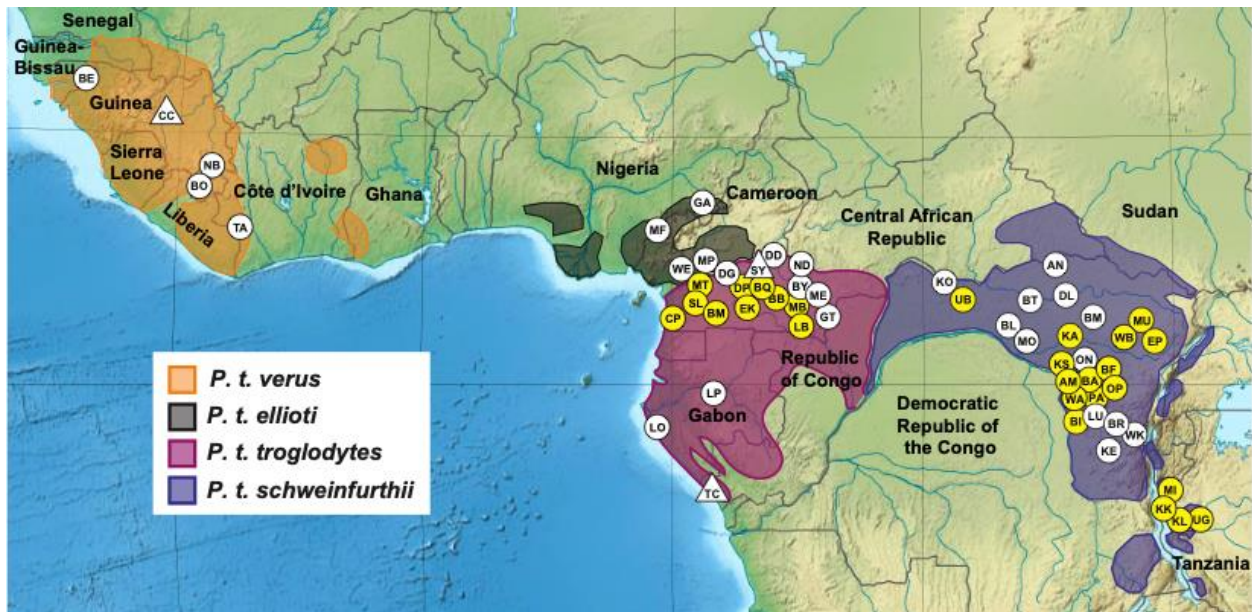 Senegal
Guinea-
Bissau
BE
Guinea
CC
Sierra
Leone
NB
BO
Côte d'Ivoire
Ghana
Liberia
TA
Nigeria
GA
Cameroon
MF
Central African
Republic
Sudan
WE
MP
DG
SY
DD
ND
MT
DP
BQ
BY
ME
SL
BM
EK
BB
MB
GT
CP
LB
KO
UB
AN
BT
DL
BL
MO
BM
MU
KA
WB
EP
KS
ON
BF
AM
BA
OP
WA
PA
BI
LU
BR
WK
KE
Republic
of Congo
LP
Gabon
LO
TC
Democratic
Republic of
the Congo
MI
KK
KL
UG
Tanzania
P. t. verus
P. t. ellioti
P. t. troglodytes
P. t. schweinfurthii